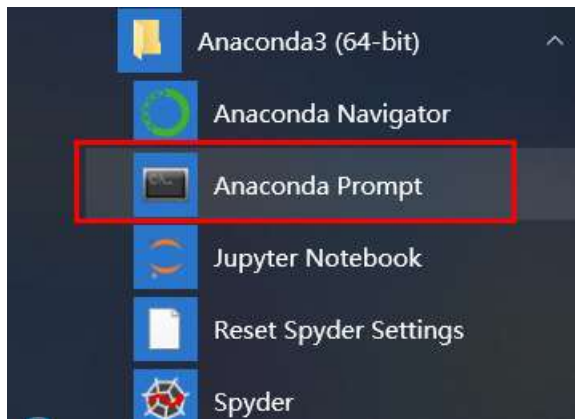 Anaconda3 (64-bit)
Anaconda Navigator
Anaconda Prompt
Jupyter Notebook
Reset Spyder Settings
Spyder